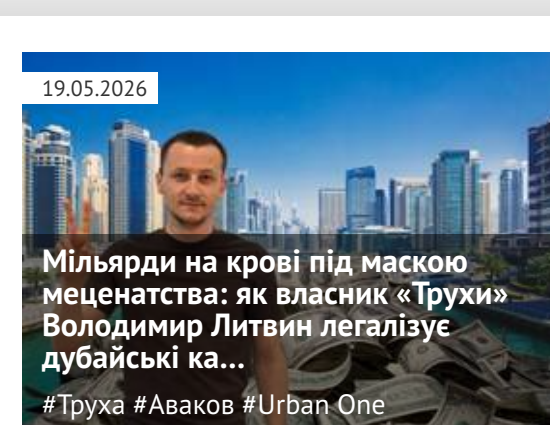 19.05.2026
Мільярди на крові під маскою
меценатства: як власник «Трухи»
Володимир Литвин легалізує
дубайські ка...
#Труха #Аваков #Urban One